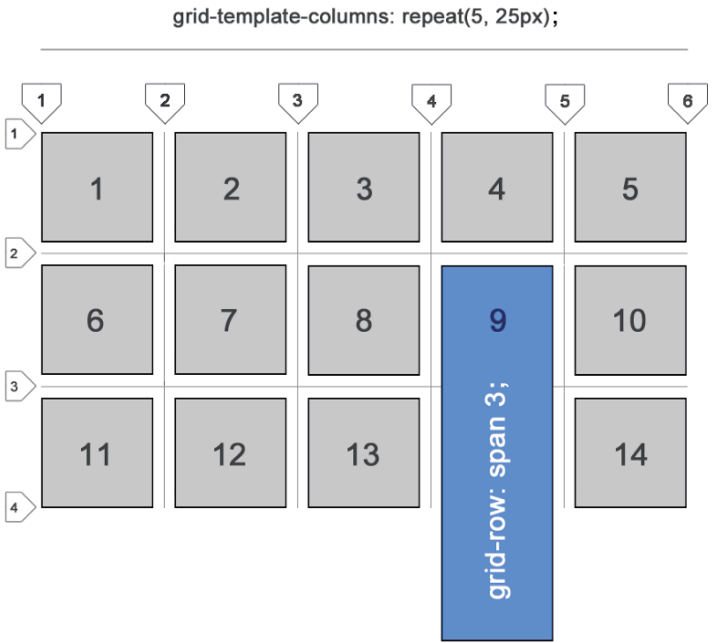 grid-template-columns: repeat(5, 25px);
1 2 3 4 5 6
1
1 2 3 4 5
2
6 7 8 9 10
3
grid-row: span 3;
11 12 13 14
4